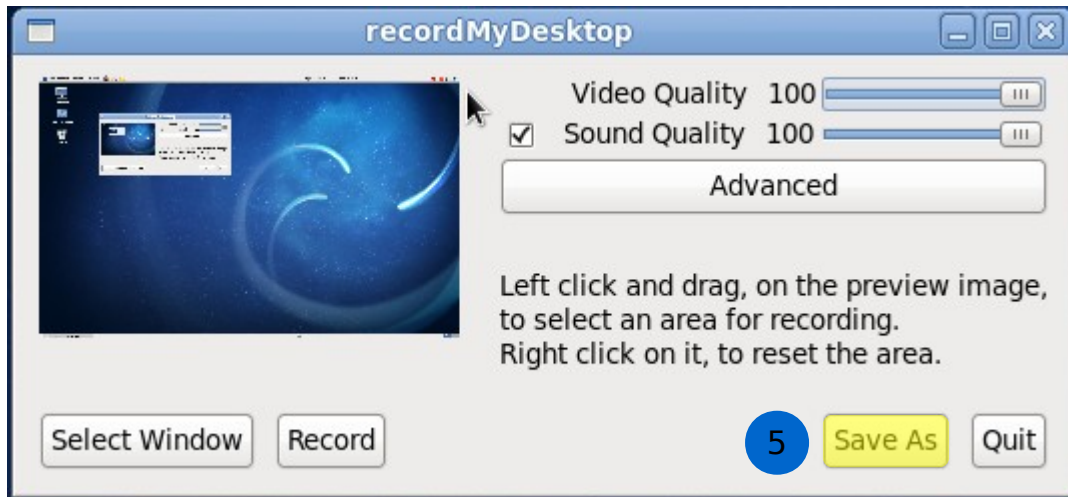 recordMyDesktop
Video Quality 100
Sound Quality 100
Advanced
Left click and drag, on the preview image,
to select an area for recording.
Right click on it, to reset the area.
Select Window Record 5 Save As Quit